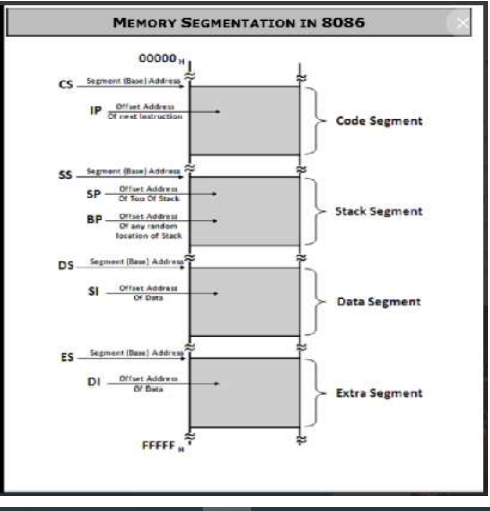 MEMORY SEGMENTATION IN 8086
00000 H
CS Segment (Base) Address
IP Offset Address
Of next Instruction
Code Segment
SS Segment (Base) Address
SP Offset Address
Of Top Of Stack
BP Offset Address
Of any random
location of Stack
Stack Segment
DS Segment (Base) Address
SI Offset Address
Of Data
Data Segment
ES Segment (Base) Address
DI Offset Address
Of Data
Extra Segment
FFFFF H